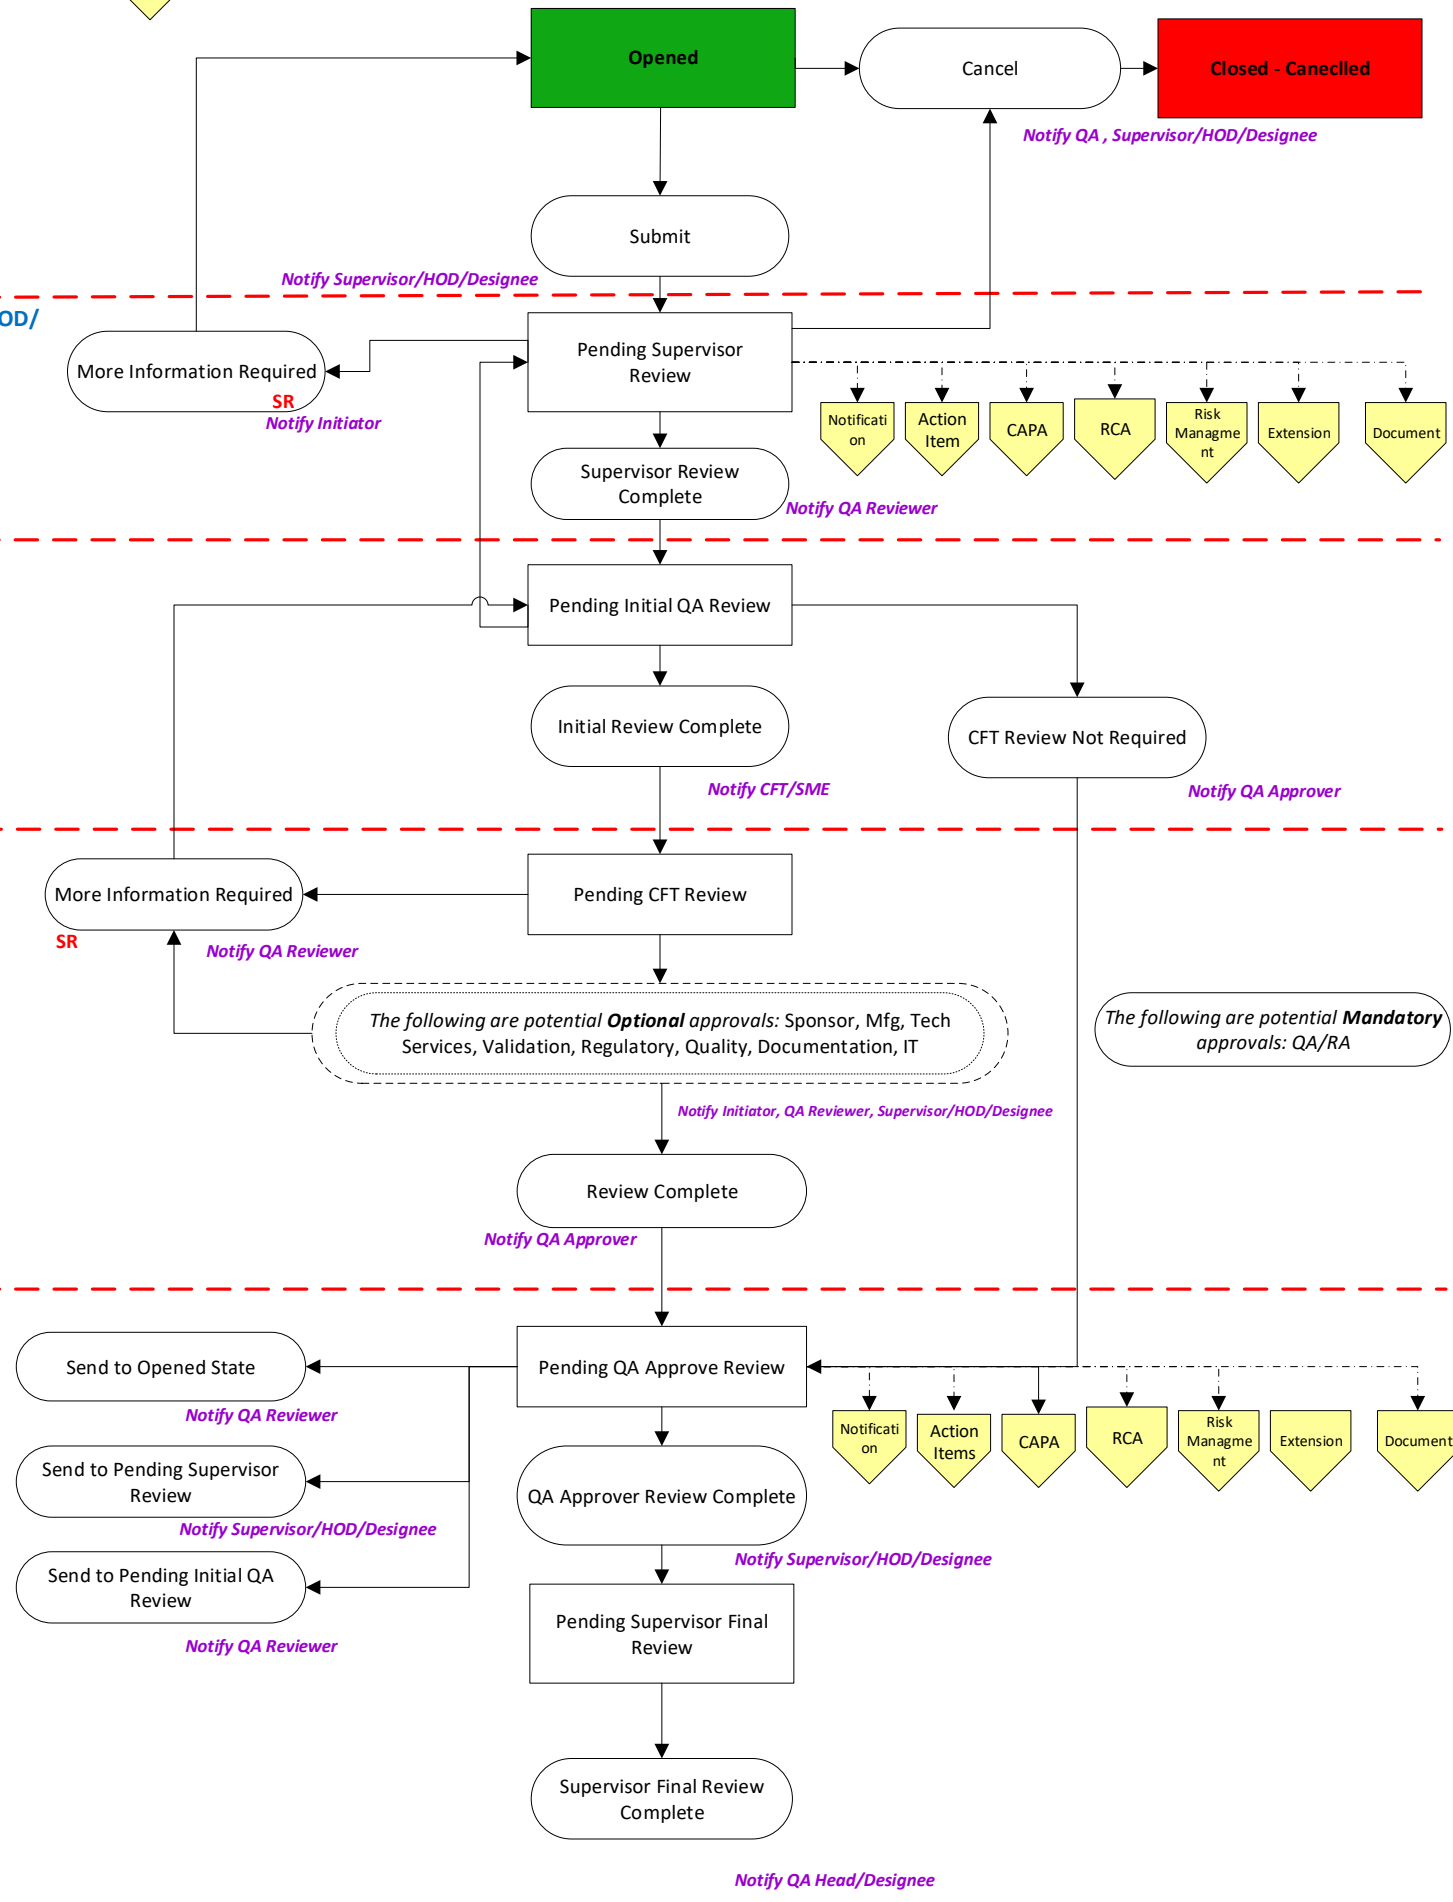 Opened
Cancel
Closed - Caneclled
Notify QA , Supervisor/HOD/Designee
Submit
Notify Supervisor/HOD/Designee
OD/
More Information Required
SR
Notify Initiator
Pending Supervisor
Review
Notificati
on
Action
Item
CAPA
RCA
Risk
Managme
nt
Extension
Document
Supervisor Review
Complete
Notify QA Reviewer
Pending Initial QA Review
Initial Review Complete
CFT Review Not Required
Notify CFT/SME
Notify QA Approver
More Information Required
SR
Notify QA Reviewer
Pending CFT Review
The following are potential Optional approvals: Sponsor, Mfg, Tech
Services, Validation, Regulatory, Quality, Documentation, IT
The following are potential Mandatory
approvals: QA/RA
Notify Initiator, QA Reviewer, Supervisor/HOD/Designee
Review Complete
Notify QA Approver
Send to Opened State
Notify QA Reviewer
Pending QA Approve Review
Notificati
on
Action
Items
CAPA
RCA
Risk
Managme
nt
Extension
Document
Send to Pending Supervisor
Review
Notify Supervisor/HOD/Designee
QA Approver Review Complete
Notify Supervisor/HOD/Designee
Send to Pending Initial QA
Review
Notify QA Reviewer
Pending Supervisor Final
Review
Supervisor Final Review
Complete
Notify QA Head/Designee